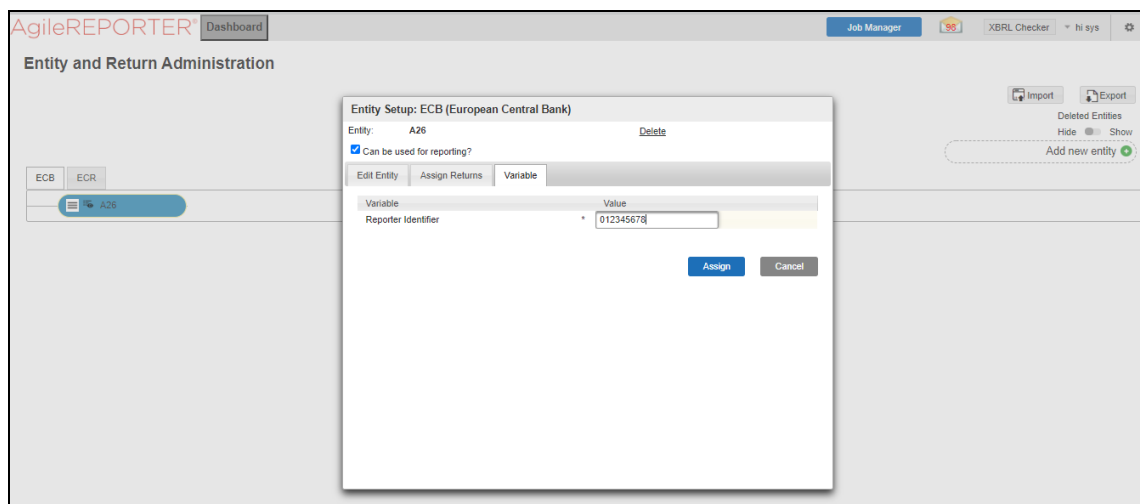 AgileREPORTER® Dashboard Job Manager 98 XBRL Checker hi sys
Entity and Return Administration
Import Export
Deleted Entities
Hide Show
Add new entity
ECB ECR
A26
Entity Setup: ECB (European Central Bank)
Entity: A26 Delete
Can be used for reporting?
Edit Entity Assign Returns Variable
Variable Value
Reporter Identifier * 012345678
Assign Cancel